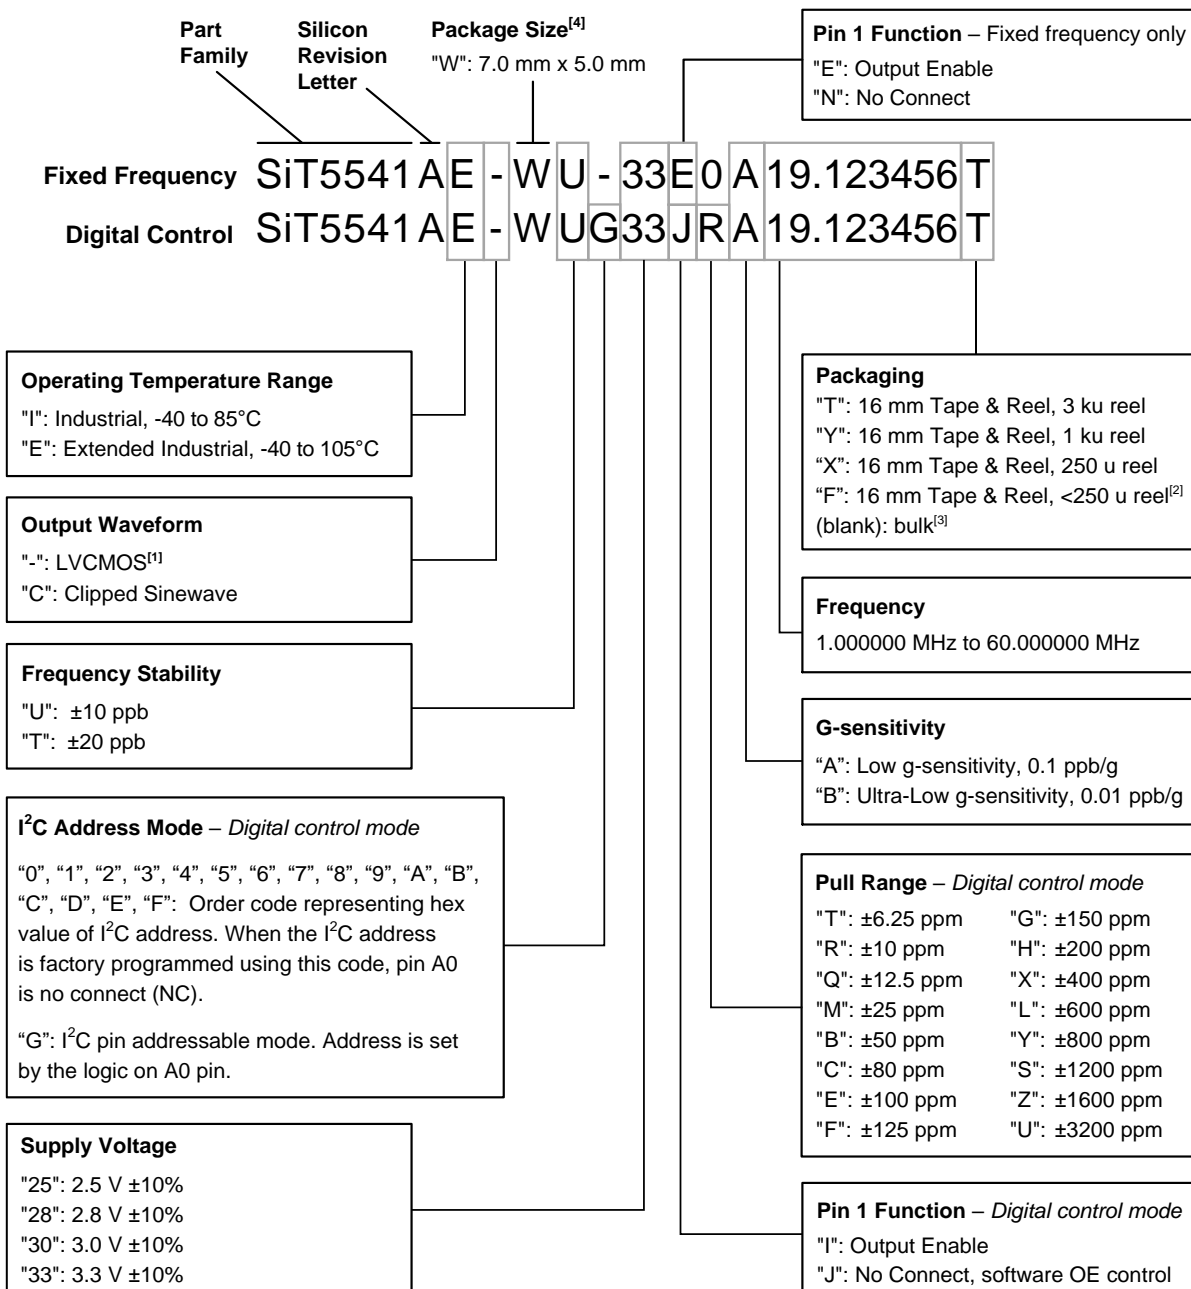 Part
Family
Silicon
Revision
Letter
Package Size[4]
"W": 7.0 mm x 5.0 mm
Pin 1 Function – Fixed frequency only
"E": Output Enable
"N": No Connect
Fixed Frequency SiT5541AE-WU-33E0A19.123456T
Digital Control SiT5541AE-WUG33JRA19.123456T
Operating Temperature Range
"I": Industrial, -40 to 85°C
"E": Extended Industrial, -40 to 105°C
Output Waveform
"-": LVCMOS[1]
"C": Clipped Sinewave
Frequency Stability
"U": ±10 ppb
"T": ±20 ppb
I2C Address Mode – Digital control mode
“0”, “1”, “2”, “3”, “4”, “5”, “6”, “7”, “8”, “9”, “A”, “B”,
“C”, “D”, “E”, “F”: Order code representing hex
value of I2C address. When the I2C address
is factory programmed using this code, pin A0
is no connect (NC).
“G”: I2C pin addressable mode. Address is set
by the logic on A0 pin.
Supply Voltage
"25": 2.5 V ±10%
"28": 2.8 V ±10%
"30": 3.0 V ±10%
"33": 3.3 V ±10%
Packaging
"T": 16 mm Tape & Reel, 3 ku reel
"Y": 16 mm Tape & Reel, 1 ku reel
“X”: 16 mm Tape & Reel, 250 u reel
“F”: 16 mm Tape & Reel, <250 u reel[2]
(blank): bulk[3]
Frequency
1.000000 MHz to 60.000000 MHz
G-sensitivity
“A”: Low g-sensitivity, 0.1 ppb/g
“B”: Ultra-Low g-sensitivity, 0.01 ppb/g
Pull Range – Digital control mode
"T": ±6.25 ppm "G": ±150 ppm
"R": ±10 ppm "H": ±200 ppm
"Q": ±12.5 ppm "X": ±400 ppm
"M": ±25 ppm "L": ±600 ppm
"B": ±50 ppm "Y": ±800 ppm
"C": ±80 ppm "S": ±1200 ppm
"E": ±100 ppm "Z": ±1600 ppm
"F": ±125 ppm "U": ±3200 ppm
Pin 1 Function – Digital control mode
"I": Output Enable
"J": No Connect, software OE control